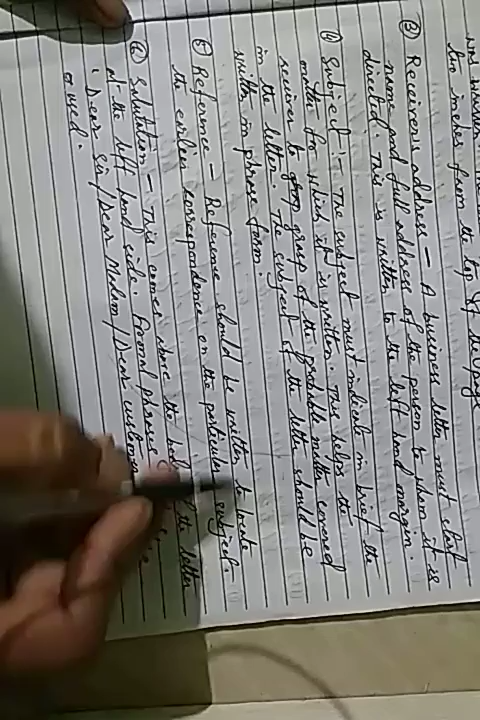 was written.
two inches from the top of the page
③ Receiver's address – A business letter must start
name and full address of the person to whom it is
directed. This is written to the left hand margin.
④ Subject :- The subject must indicate in brief the
matter for which it is written. This helps the
receiver to grasp of the probable matter covered
in the letter. The subject of the letter should be
written in phrase form.
⑤ Reference – Reference should be written to locate
the earlier correspondence on the particular subject
Salutation – This comes above the body of the letter
at the left hand side. Formal phrases
'Dear Sir/Dear Madam/Dear customer
used.